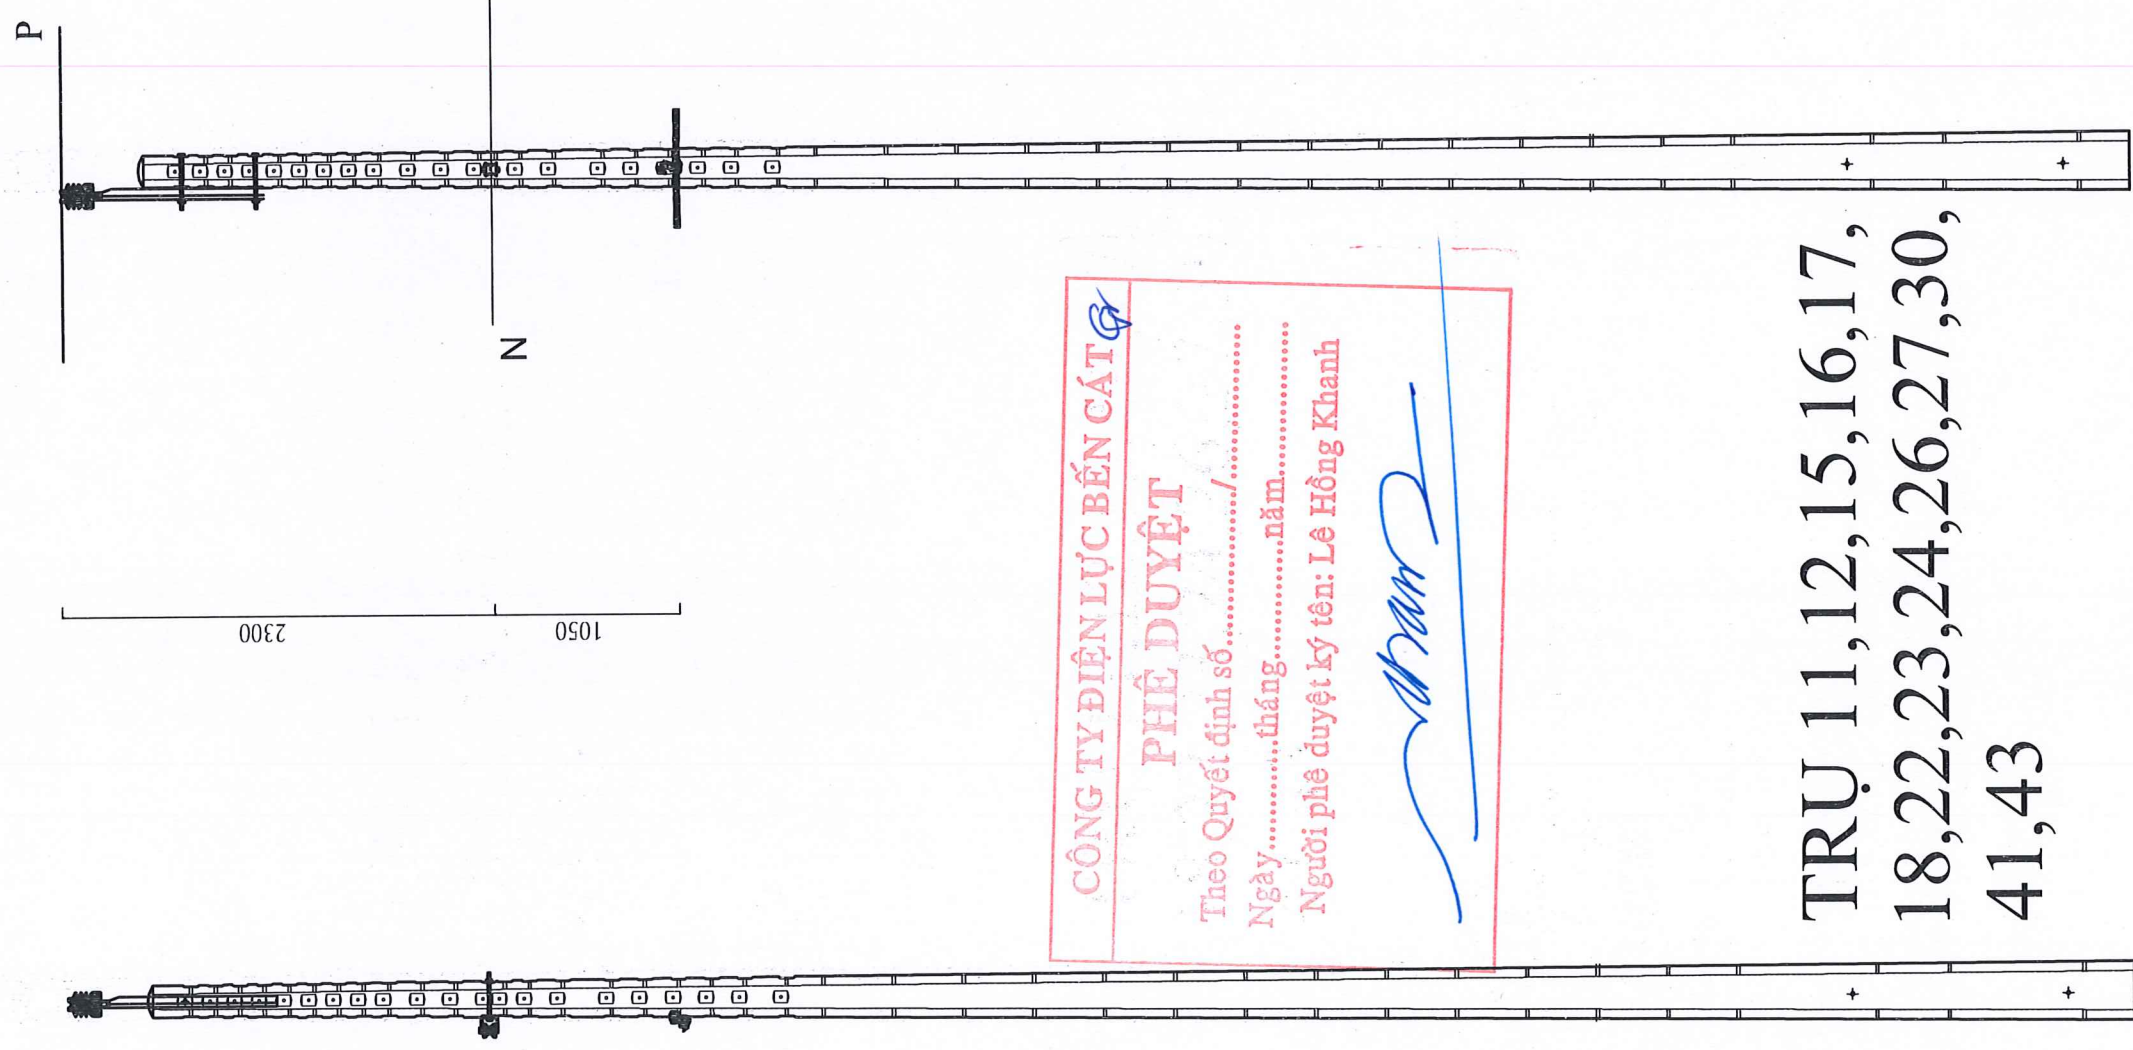 P
N
2300
1050
CÔNG TY ĐIỆN LỰC BẾN CÁT
PHÊ DUYỆT
Theo Quyết định số................../..................
Ngày............tháng............năm............
Người phê duyệt ký tên: Lê Hồng Khanh
TRỤ 11,12,15,16,17,
18,22,23,24,26,27,30,
41,43